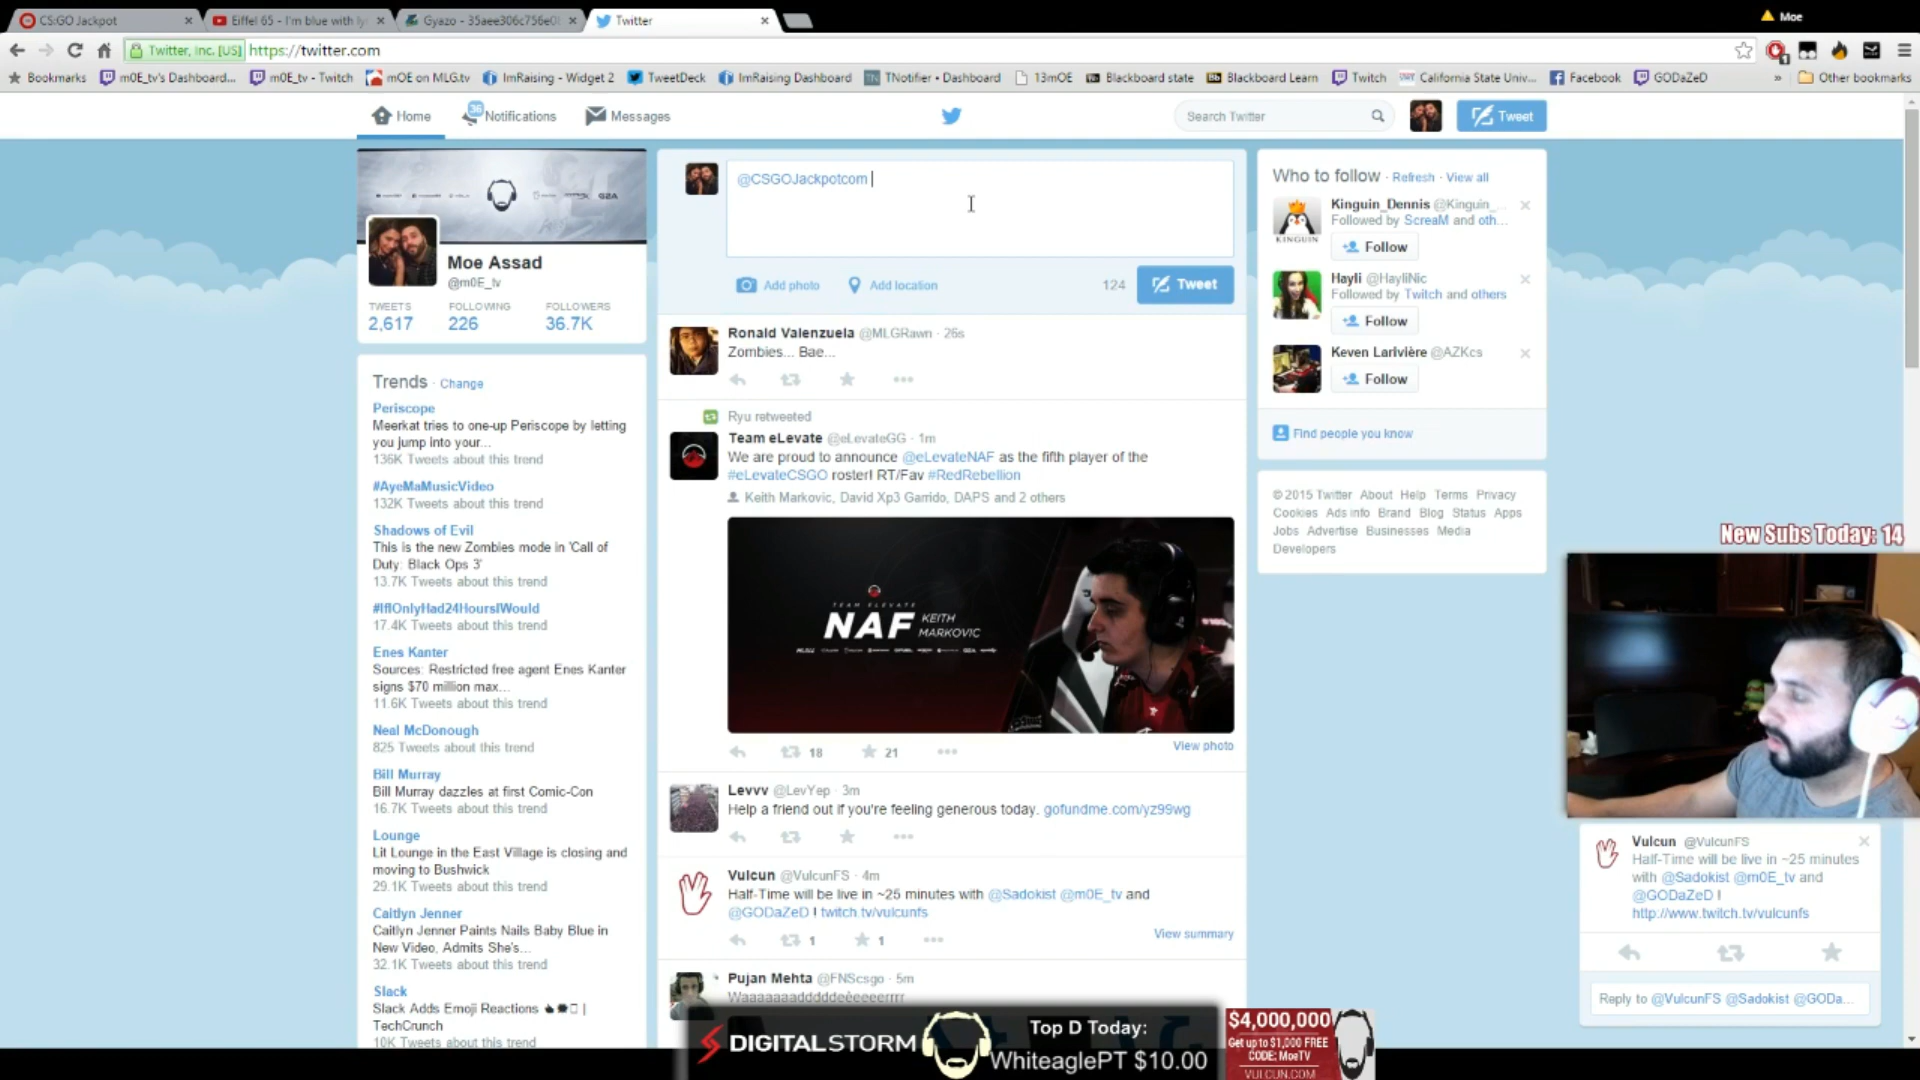 CS:GO Jackpot
Eiffel 65 - I'm blue with lyr
Gyazo - 35aee306c756e0
Twitter
Moe
Twitter, Inc. [US] https://twitter.com
Bookmarks m0E_tv's Dashboard... m0E_tv - Twitch mOE on MLG.tv ImRaising - Widget 2 TweetDeck ImRaising Dashboard TNotifier • Dashboard 13mOE Blackboard state Blackboard Learn Twitch California State Univ... Facebook GODaZeD » Other bookmarks
Home 36 Notifications Messages Search Twitter Tweet
G2A
Moe Assad
@m0E_tv
TWEETS FOLLOWING FOLLOWERS
2,617 226 36.7K
Trends · Change
Periscope
Meerkat tries to one-up Periscope by letting
you jump into your...
136K Tweets about this trend
#AyeMaMusicVideo
132K Tweets about this trend
Shadows of Evil
This is the new Zombies mode in 'Call of
Duty: Black Ops 3'
13.7K Tweets about this trend
#IfIOnlyHad24HoursIWould
17.4K Tweets about this trend
Enes Kanter
Sources: Restricted free agent Enes Kanter
signs $70 million max...
11.6K Tweets about this trend
Neal McDonough
825 Tweets about this trend
Bill Murray
Bill Murray dazzles at first Comic-Con
16.7K Tweets about this trend
Lounge
Lit Lounge in the East Village is closing and
moving to Bushwick
29.1K Tweets about this trend
Caitlyn Jenner
Caitlyn Jenner Paints Nails Baby Blue in
New Video, Admits She's...
32.1K Tweets about this trend
Slack
Slack Adds Emoji Reactions |
TechCrunch
10K Tweets about this trend
@CSGOJackpotcom
Add photo Add location 124 Tweet
Ronald Valenzuela @MLGRawn · 26s
Zombies... Bae...
Ryu retweeted
Team eLevate @eLevateGG · 1m
We are proud to announce @eLevateNAF as the fifth player of the
#eLevateCSGO roster! RT/Fav #RedRebellion
Keith Markovic, David Xp3 Garrido, DAPS and 2 others
TEAM ELEVATE
NAF KEITH
MARKOVIC
18 21 View photo
Levvv @LevYep · 3m
Help a friend out if you're feeling generous today. gofundme.com/yz99wg
Vulcun @VulcunFS · 4m
Half-Time will be live in ~25 minutes with @Sadokist @m0E_tv and
@GODaZeD ! twitch.tv/vulcunfs
1 1 View summary
Pujan Mehta @FNScsgo · 5m
Waaaaaadddddeèeeeerrrr
Who to follow · Refresh · View all
Kinguin_Dennis @Kinguin_...
Followed by ScreaM and oth...
KINGUIN
Follow
Hayli @HayliNic
Followed by Twitch and others
Follow
Keven Larivière @AZKcs
Follow
Find people you know
© 2015 Twitter About Help Terms Privacy
Cookies Ads info Brand Blog Status Apps
Jobs Advertise Businesses Media
Developers
New Subs Today: 14
Vulcun @VulcunFS
Half-Time will be live in ~25 minutes
with @Sadokist @m0E_tv and
@GODaZeD !
http://www.twitch.tv/vulcunfs
Reply to @VulcunFS @Sadokist @GODa...
DIGITALSTORM
Top D Today:
WhiteaglePT $10.00
$4,000,000
Get up to $1,000 FREE
CODE: MoeTV
VULCUN.COM